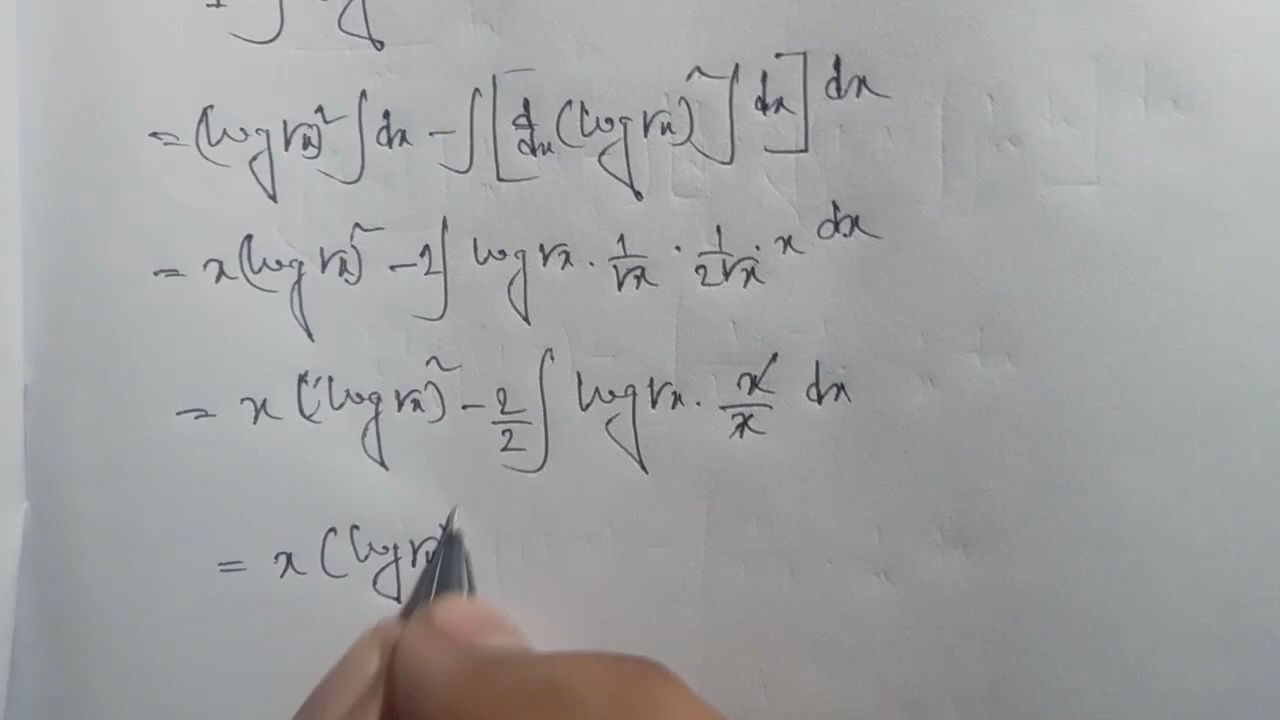 = (log √x)² ∫ dx - ∫ [d/dx (log √x)² ∫ dx] dx
= x (log √x)² - 2 ∫ log √x . 1/√x . 1/2√x . x dx
= x (log √x)² - 2/2 ∫ log √x . x/x dx
= x (log √x)